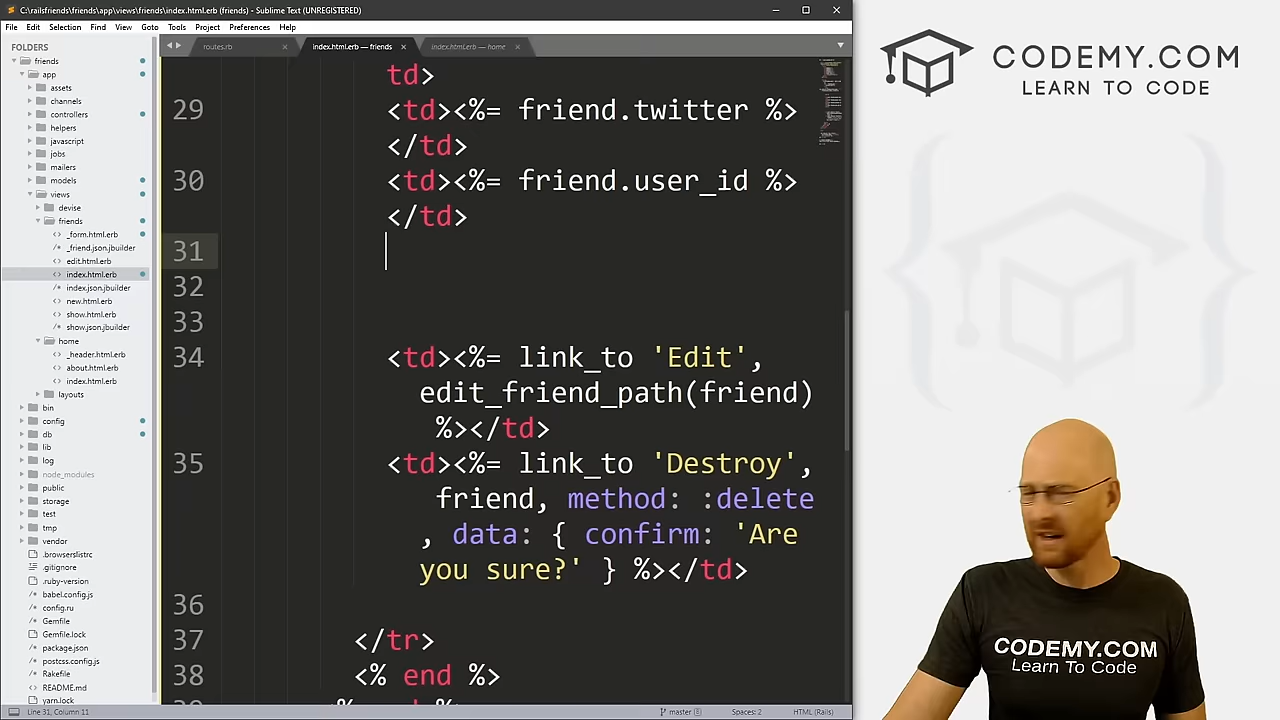 C:\railsfriends\friends\app\views\friends\index.html.erb (friends) - Sublime Text (UNREGISTERED)
File Edit Selection Find View Goto Tools Project Preferences Help
FOLDERS
friends
app
assets
channels
controllers
helpers
javascript
jobs
mailers
models
views
devise
friends
_form.html.erb
_friend.json.jbuilder
edit.html.erb
index.html.erb
index.json.jbuilder
new.html.erb
show.html.erb
show.json.jbuilder
home
_header.html.erb
about.html.erb
index.html.erb
layouts
bin
config
db
lib
log
node_modules
public
storage
test
tmp
vendor
.browserslistrc
.gitignore
.ruby-version
babel.config.js
config.ru
Gemfile
Gemfile.lock
package.json
postcss.config.js
Rakefile
README.md
yarn.lock
routes.rb
index.html.erb — friends
index.html.erb — home
td>
29 <td><%= friend.twitter %>
</td>
30 <td><%= friend.user_id %>
</td>
31
32
33
34 <td><%= link_to 'Edit',
edit_friend_path(friend)
%></td>
35 <td><%= link_to 'Destroy',
friend, method: :delete
, data: { confirm: 'Are
you sure?' } %></td>
36
37 </tr>
38 <% end %>
Line 31, Column 11
master
Spaces: 2
HTML (Rails)
CODEMY.COM
LEARN TO CODE
CODEMY.COM
Learn To Code